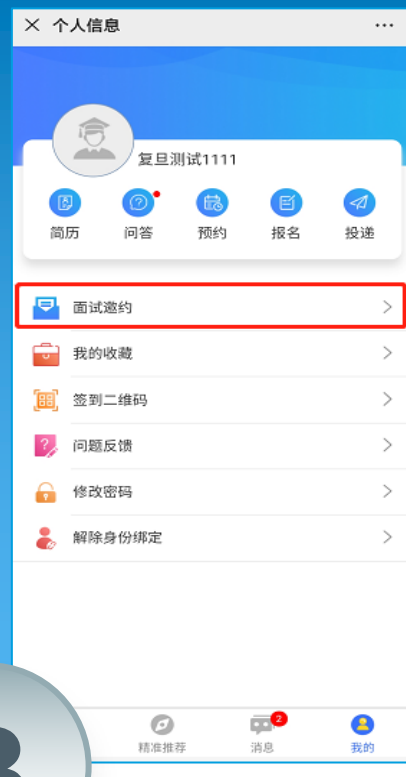 个人信息
复旦测试1111
简历 问答 预约 报名 投递
面试邀约
我的收藏
签到二维码
问题反馈
修改密码
解除身份绑定
2
精准推荐 消息 我的